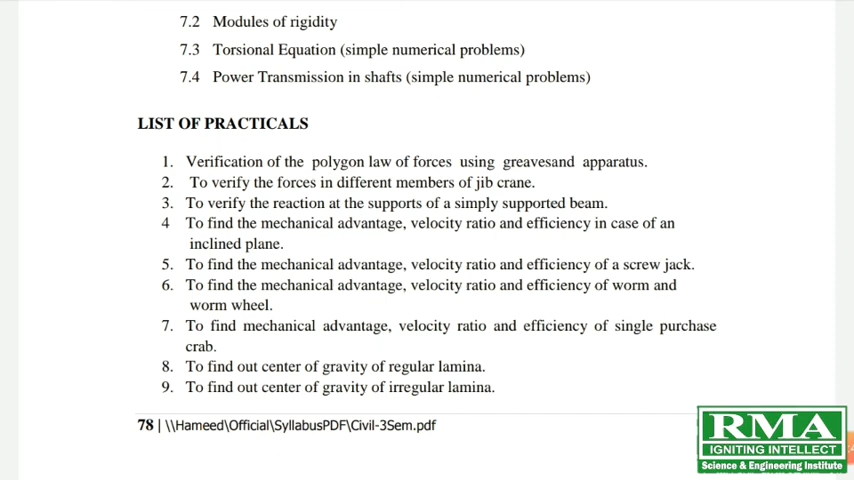 7.2 Modules of rigidity
7.3 Torsional Equation (simple numerical problems)
7.4 Power Transmission in shafts (simple numerical problems)
LIST OF PRACTICALS
1. Verification of the polygon law of forces using greavesand apparatus.
2. To verify the forces in different members of jib crane.
3. To verify the reaction at the supports of a simply supported beam.
4 To find the mechanical advantage, velocity ratio and efficiency in case of an
inclined plane.
5. To find the mechanical advantage, velocity ratio and efficiency of a screw jack.
6. To find the mechanical advantage, velocity ratio and efficiency of worm and
worm wheel.
7. To find mechanical advantage, velocity ratio and efficiency of single purchase
crab.
8. To find out center of gravity of regular lamina.
9. To find out center of gravity of irregular lamina.
78 | \\Hameed\Official\SyllabusPDF\Civil-3Sem.pdf
RMA
IGNITING INTELLECT
Science & Engineering Institute